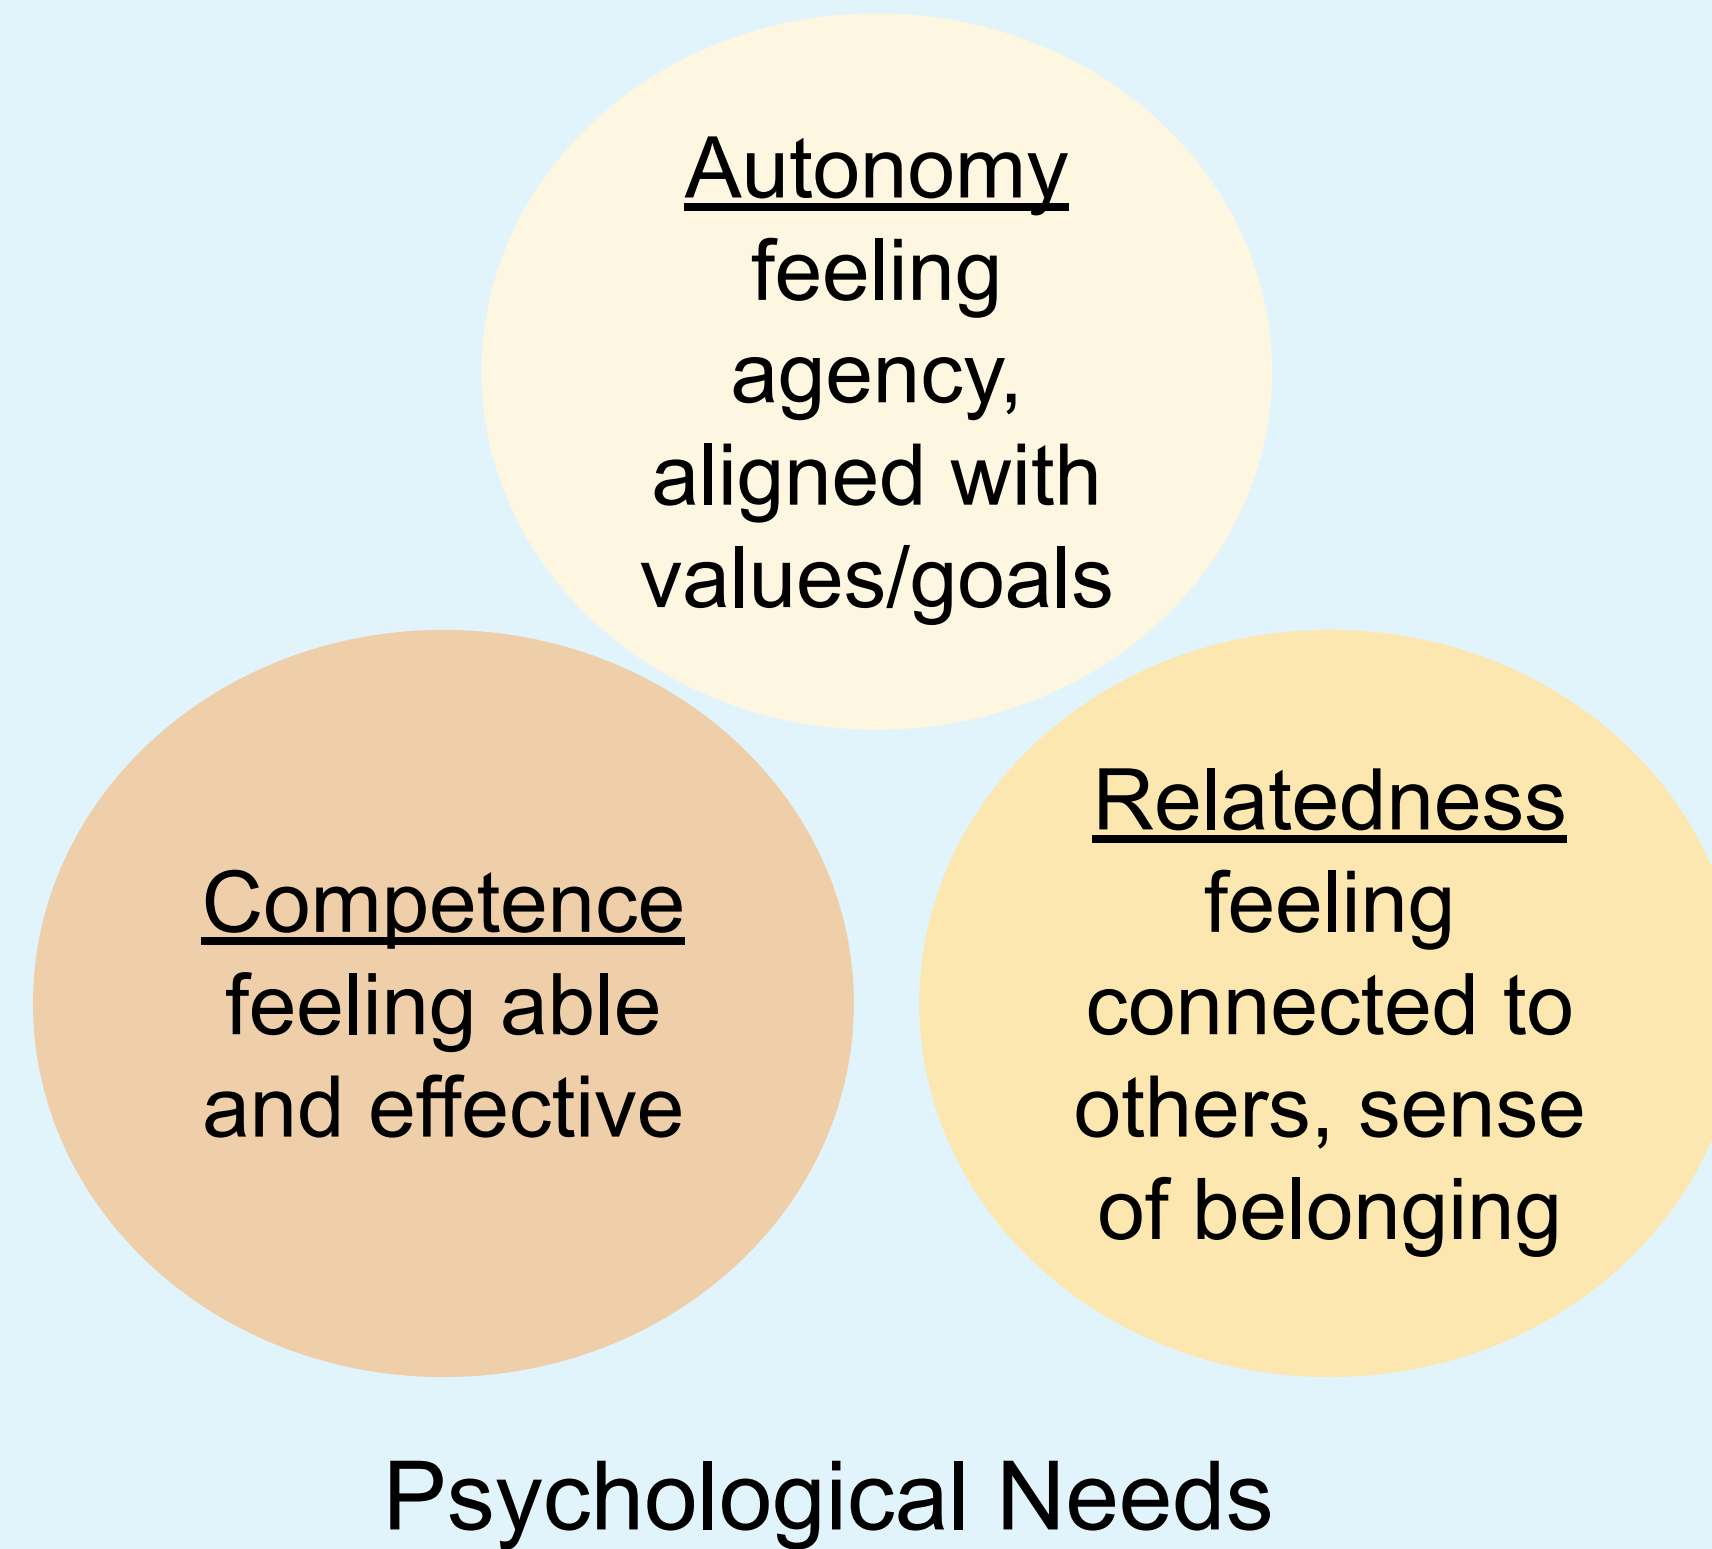 Autonomy
feeling
agency,
aligned with
values/goals
Competence
feeling able
and effective
Relatedness
feeling
connected to
others, sense
of belonging
Psychological Needs